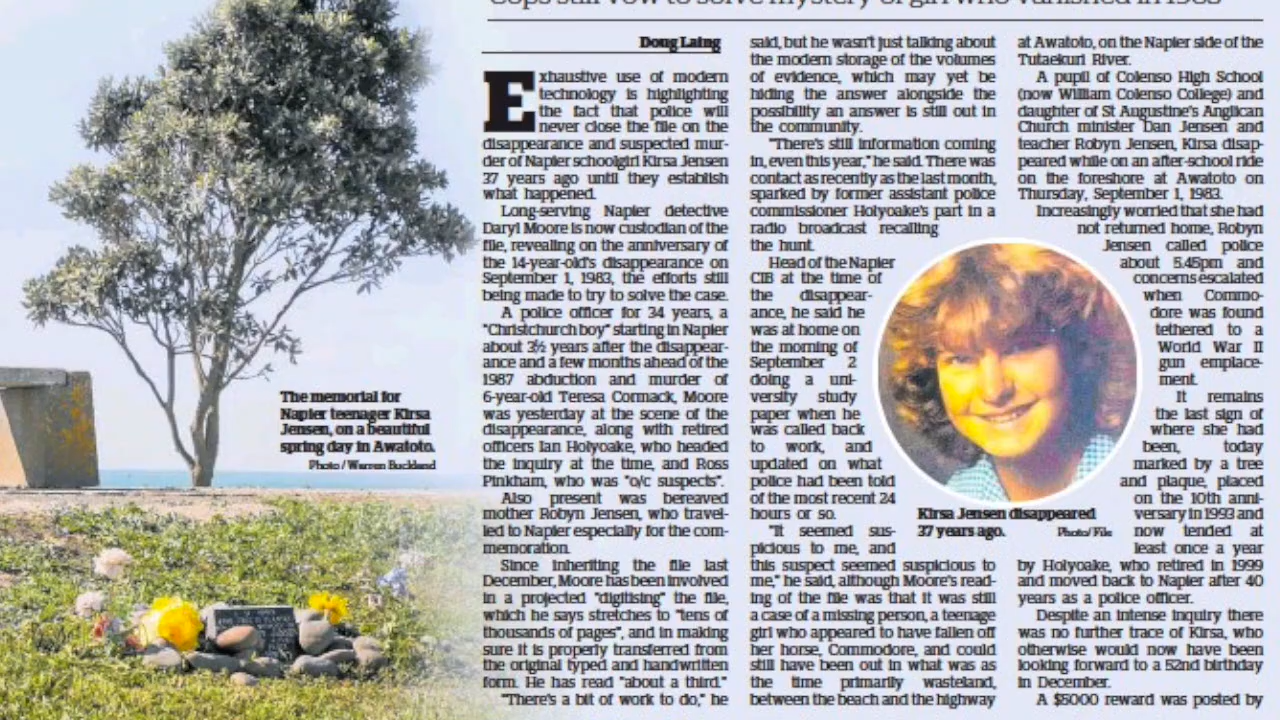 Cops still vow to solve mystery of girl who vanished in 1983
Doug Laing
Exhaustive use of modern
technology is highlighting
the fact that police will
never close the file on the
disappearance and suspected mur-
der of Napier schoolgirl Kirsa Jensen
37 years ago until they establish
what happened.
Long-serving Napier detective
Daryl Moore is now custodian of the
file, revealing on the anniversary of
the 14-year-old's disappearance on
September 1, 1983, the efforts still
being made to try to solve the case.
A police officer for 34 years, a
"Christchurch boy" starting in Napier
about 3½ years after the disappear-
ance and a few months ahead of the
1987 abduction and murder of
6-year-old Teresa Cormack, Moore
was yesterday at the scene of the
disappearance, along with retired
officers Ian Holyoake, who headed
the inquiry at the time, and Ross
Pinkham, who was "o/c suspects".
Also present was bereaved
mother Robyn Jensen, who travel-
led to Napier especially for the com-
memoration.
Since inheriting the file last
December, Moore has been involved
in a projected "digitising" the file,
which he says stretches to "tens of
thousands of pages", and in making
sure it is properly transferred from
the original typed and handwritten
form. He has read "about a third."
"There's a bit of work to do," he
said, but he wasn't just talking about
the modern storage of the volumes
of evidence, which may yet be
hiding the answer alongside the
possibility an answer is still out in
the community.
"There's still information coming
in, even this year," he said. There was
contact as recently as the last month,
sparked by former assistant police
commissioner Holyoake's part in a
radio broadcast recalling
the hunt.
Head of the Napier
CIB at the time of
the disappear-
ance, he said he
was at home on
the morning of
September 2
doing a uni-
versity study
paper when he
was called back
to work, and
updated on what
police had been told
of the most recent 24
hours or so.
"It seemed sus-
picious to me, and
this suspect seemed suspicious to
me," he said, although Moore's read-
ing of the file was that it was still
a case of a missing person, a teenage
girl who appeared to have fallen off
her horse, Commodore, and could
still have been out in what was as
the time primarily wasteland,
between the beach and the highway
at Awatoto, on the Napier side of the
Tutaekuri River.
A pupil of Colenso High School
(now William Colenso College) and
daughter of St Augustine's Anglican
Church minister Dan Jensen and
teacher Robyn Jensen, Kirsa disap-
peared while on an after-school ride
on the foreshore at Awatoto on
Thursday, September 1, 1983.
Increasingly worried that she had
not returned home, Robyn
Jensen called police
about 5.45pm and
concerns escalated
when Commo-
dore was found
tethered to a
World War II
gun emplace-
ment.
It remains
the last sign of
where she had
been, today
marked by a tree
and plaque, placed
on the 10th anni-
versary in 1993 and
now tended at
least once a year
by Holyoake, who retired in 1999
and moved back to Napier after 40
years as a police officer.
Despite an intense inquiry there
was no further trace of Kirsa, who
otherwise would now have been
looking forward to a 52nd birthday
in December.
A $5000 reward was posted by
The memorial for
Napier teenager Kirsa
Jensen, on a beautiful
spring day in Awatoto.
Photo / Warren Buckland
Kirsa Jensen disappeared
37 years ago.
Photo / File